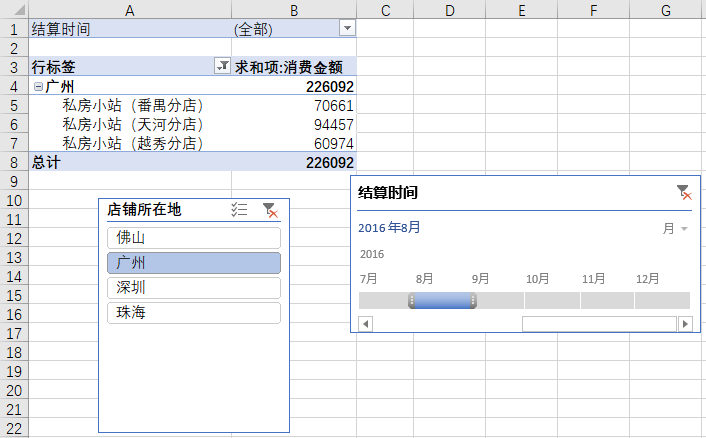 A B C D E F G
1 结算时间 (全部)
2
3 行标签 求和项:消费金额
4 广州 226092
5 私房小站（番禺分店） 70661
6 私房小站（天河分店） 94457
7 私房小站（越秀分店） 60974
8 总计 226092
9
10
11
12
13
14
15
16
17
18
19
20
21
22
店铺所在地
佛山
广州
深圳
珠海
结算时间
2016 年8月 月
2016
7月 8月 9月 10月 11月 12月